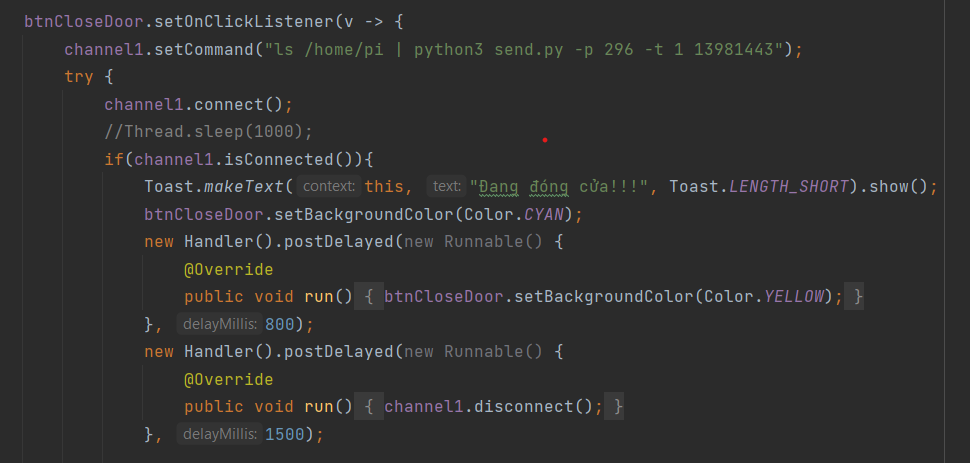 btnCloseDoor.setOnClickListener(v -> {
channel1.setCommand("ls /home/pi | python3 send.py -p 296 -t 1 13981443");
try {
channel1.connect();
//Thread.sleep(1000);
if(channel1.isConnected()){
Toast.makeText( context: this, text: "Đang đóng cửa!!!", Toast.LENGTH_SHORT).show();
btnCloseDoor.setBackgroundColor(Color.CYAN);
new Handler().postDelayed(new Runnable() {
@Override
public void run() { btnCloseDoor.setBackgroundColor(Color.YELLOW); }
}, delayMillis: 800);
new Handler().postDelayed(new Runnable() {
@Override
public void run() { channel1.disconnect(); }
}, delayMillis: 1500);